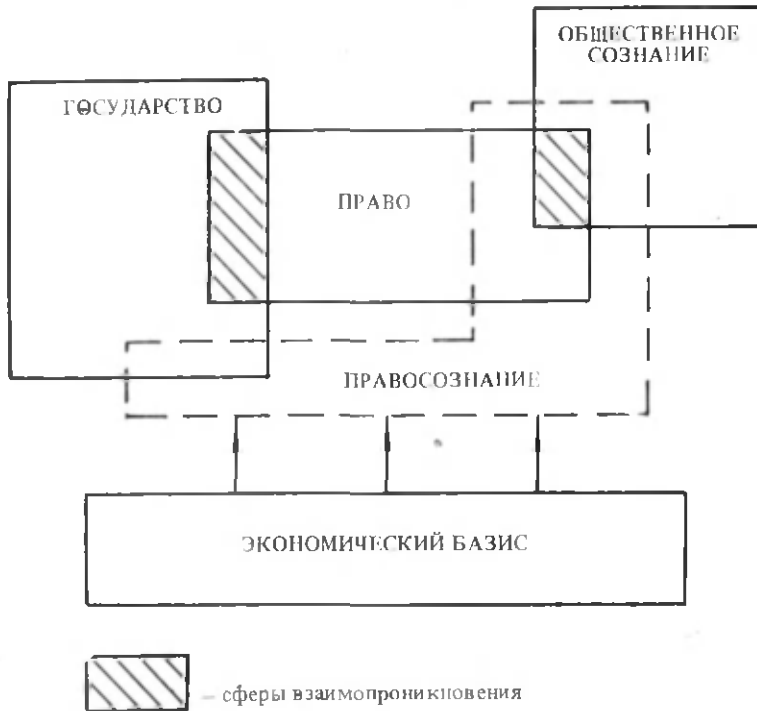 ОБЩЕСТВЕННОЕ
СОЗНАНИЕ
ГОСУДАРСТВО
ПРАВО
ПРАВОСОЗНАНИЕ
ЭКОНОМИЧЕСКИЙ БАЗИС
– сферы взаимопроникновения